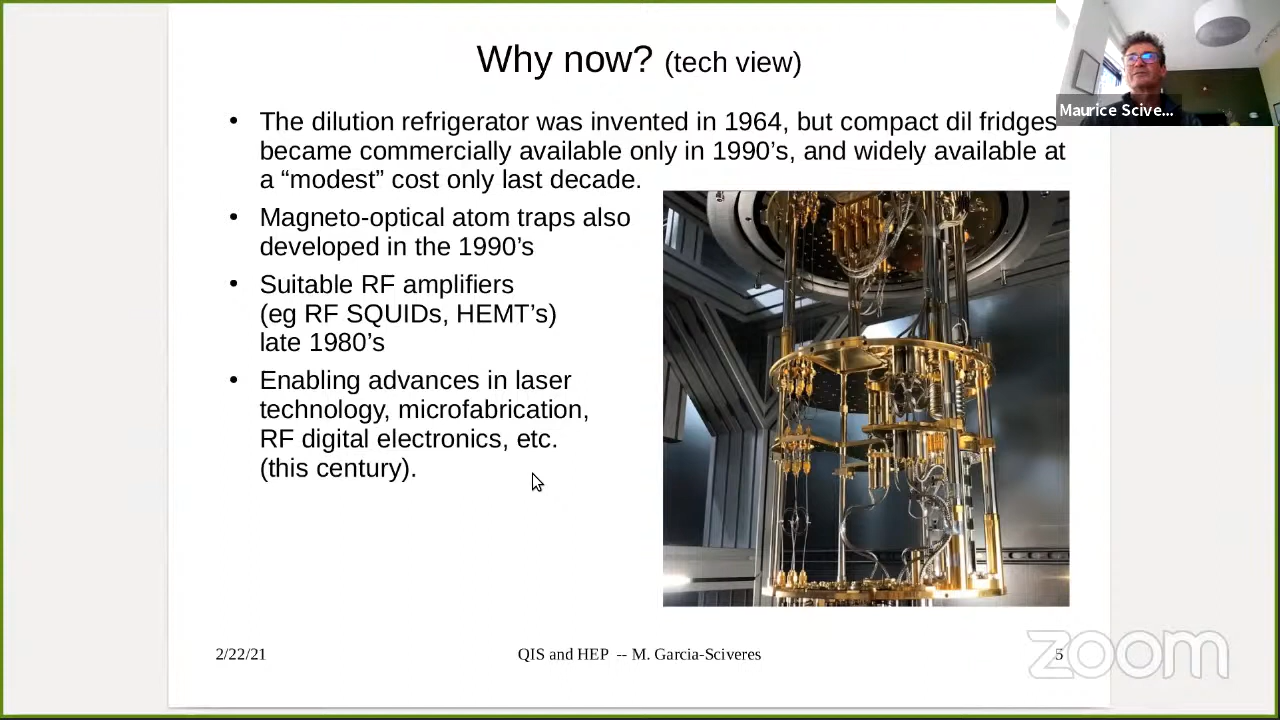 Why now? (tech view)
Maurice Scive...
• The dilution refrigerator was invented in 1964, but compact dil fridges
became commercially available only in 1990’s, and widely available at
a “modest” cost only last decade.
• Magneto-optical atom traps also
developed in the 1990’s
• Suitable RF amplifiers
(eg RF SQUIDs, HEMT’s)
late 1980’s
• Enabling advances in laser
technology, microfabrication,
RF digital electronics, etc.
(this century).
2/22/21
QIS and HEP -- M. Garcia-Sciveres
5
zoom